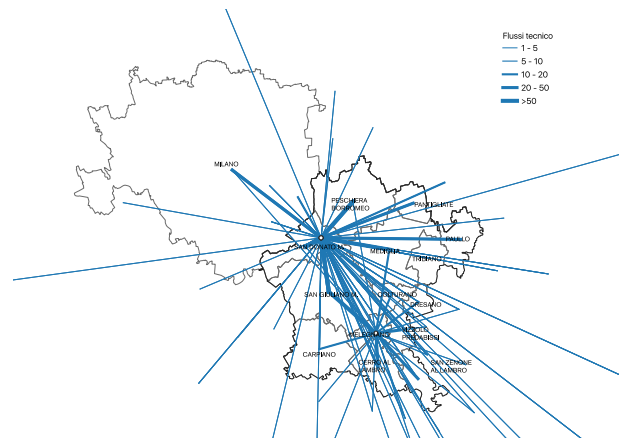 Flussi tecnico
1 - 5
5 - 10
10 - 20
20 - 50
>50
MILANO
PESCHIERA
BORROMEO
PANTIGLIATE
SAN DONATO M.
PAULLO
MEDIGLIA
TRIBIANO
SAN GIULIANO M.
COLTURANO
DRESANO
MELEGNANO
VIZZOLO
PREDABISSI
CARPIANO
CERRO AL
LAMBRO
SAN ZENONE
AL LAMBRO